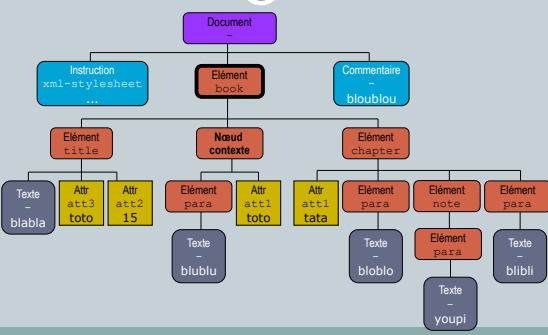 Document
–
Instruction
xml-stylesheet
...
Elément
book
Commentaire
–
bloublou
Elément
title
Nœud
contexte
Elément
chapter
Texte
–
blabla
Attr
att3
toto
Attr
att2
15
Elément
para
Attr
att1
toto
Attr
att1
tata
Elément
para
Elément
note
Elément
para
Texte
–
blublu
Texte
–
bloblo
Elément
para
Texte
–
blibli
Texte
–
youpi